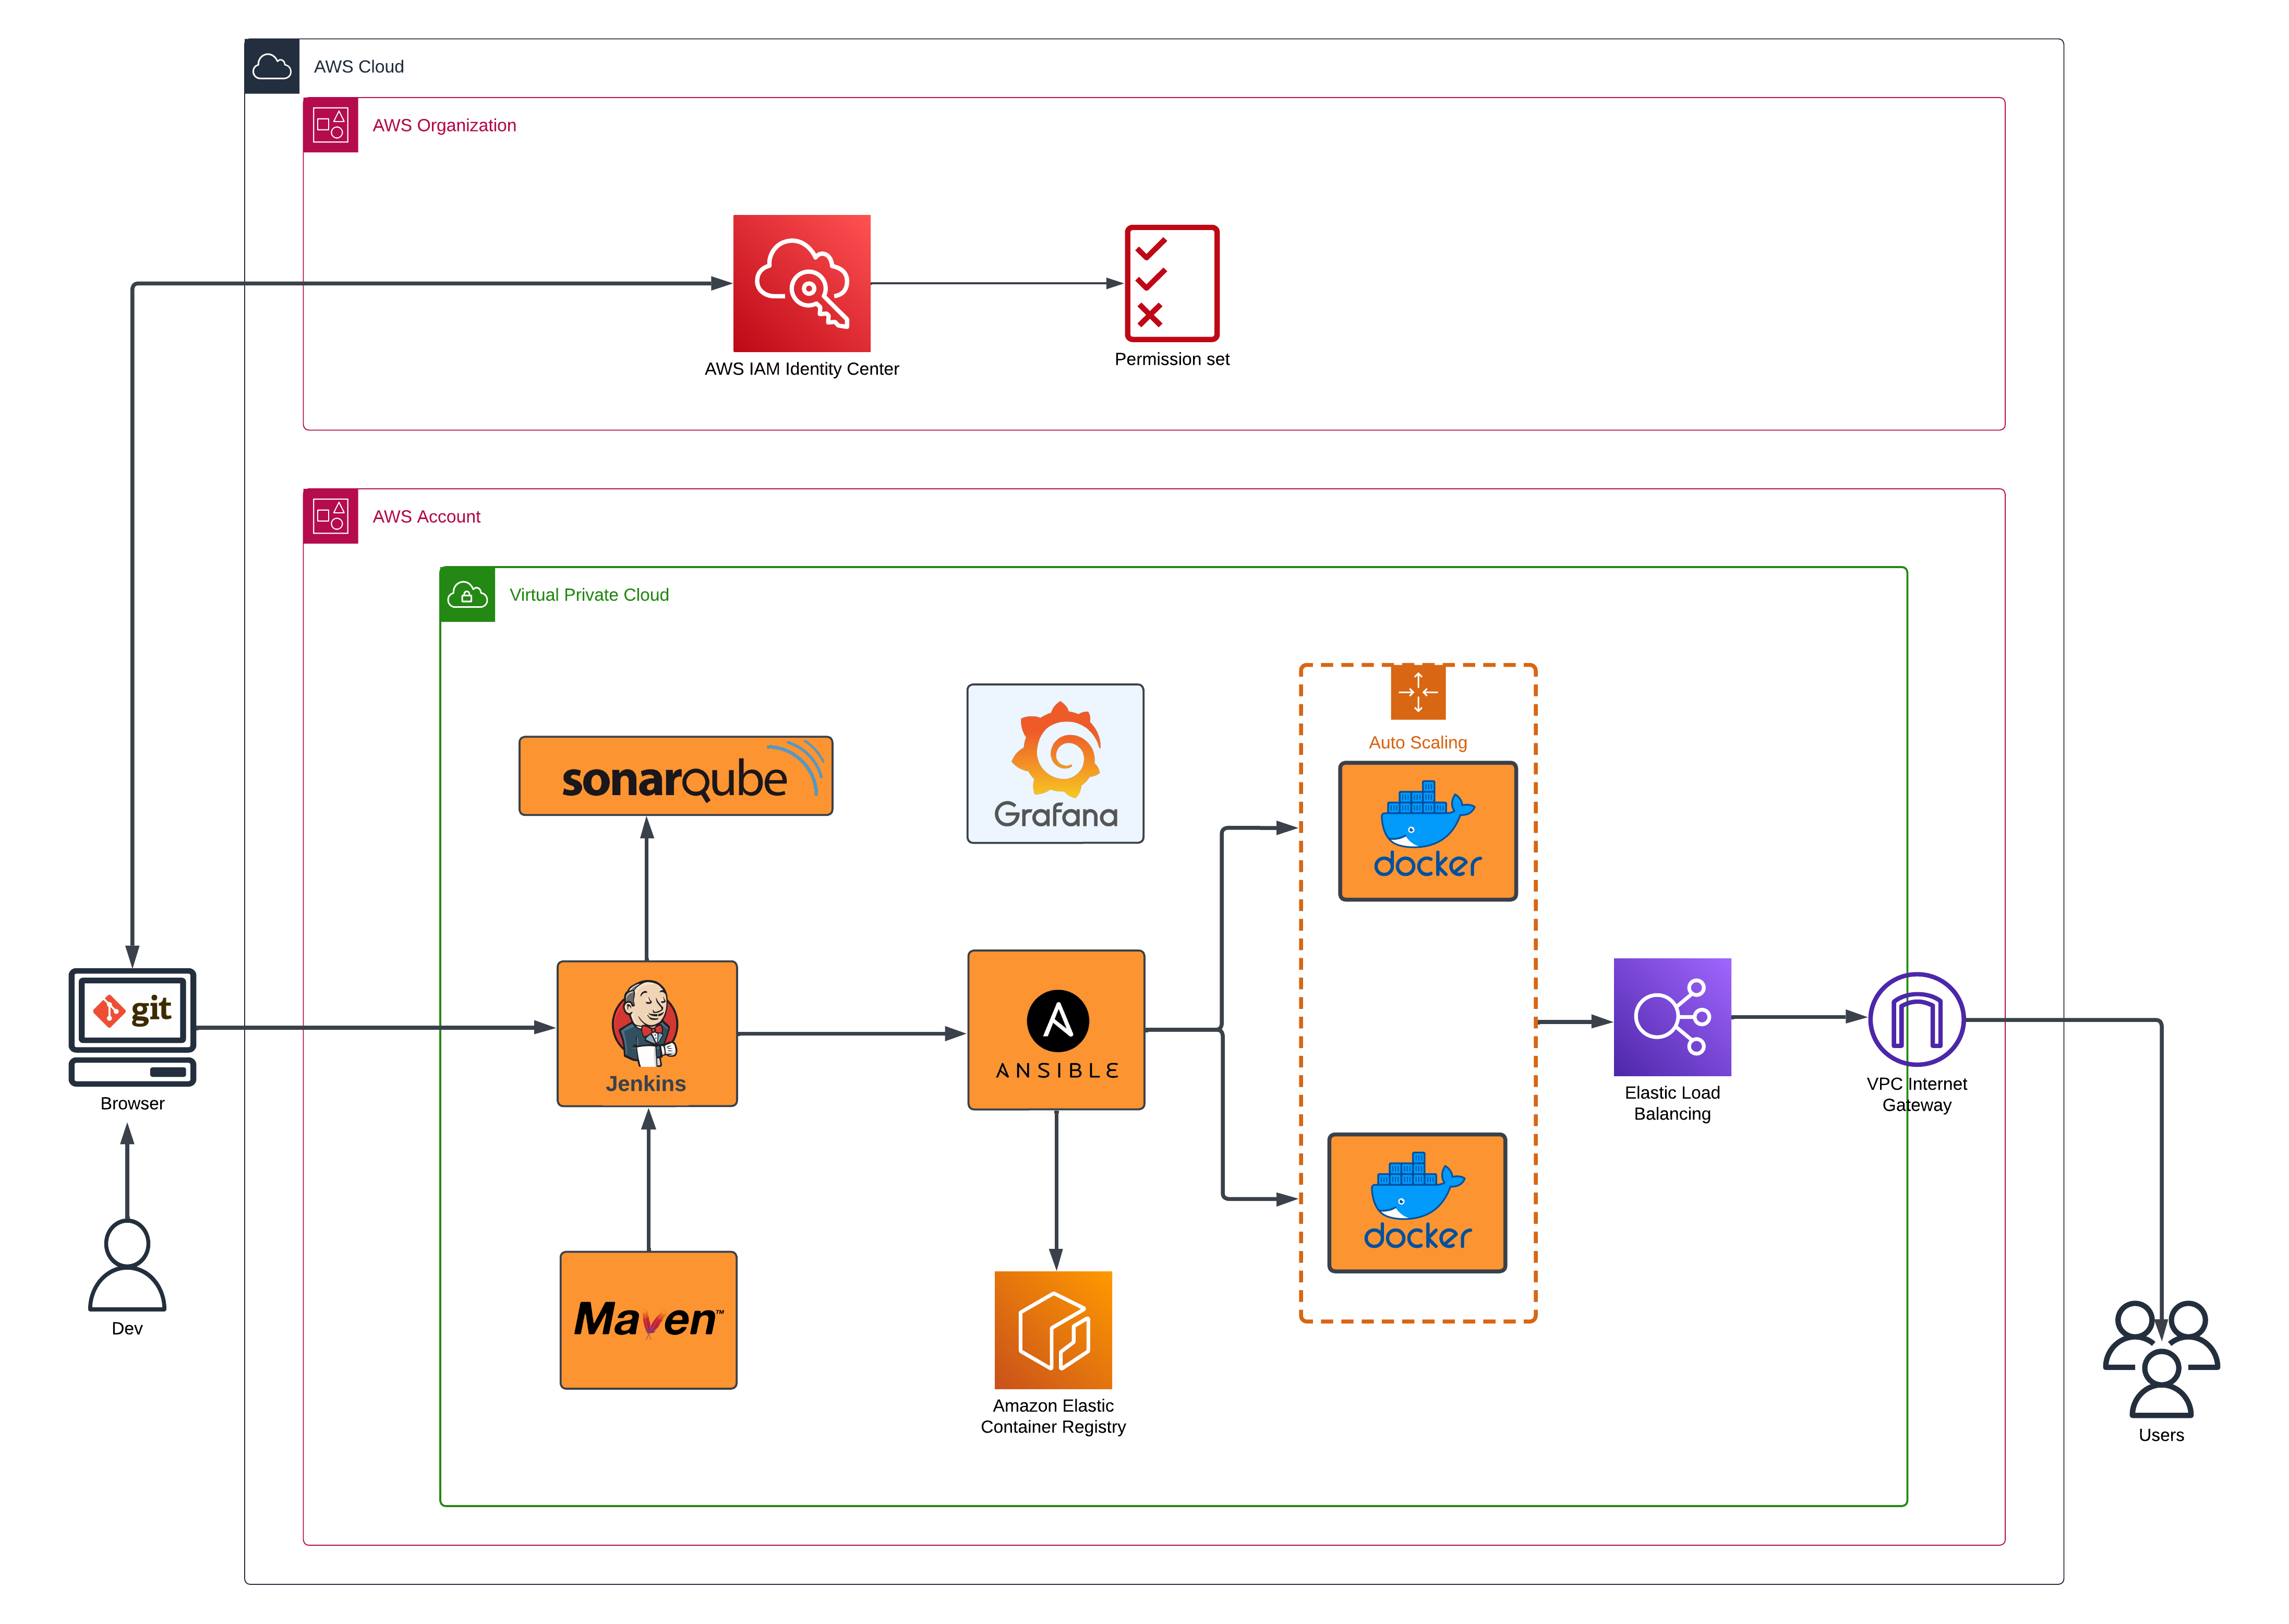 AWS Cloud
AWS Organization
AWS IAM Identity Center
Permission set
AWS Account
Virtual Private Cloud
sonarqube
Grafana
Auto Scaling
docker
git
Browser
Jenkins
ANSIBLE
Elastic Load
Balancing
VPC Internet
Gateway
Dev
Maven™
docker
Amazon Elastic
Container Registry
Users